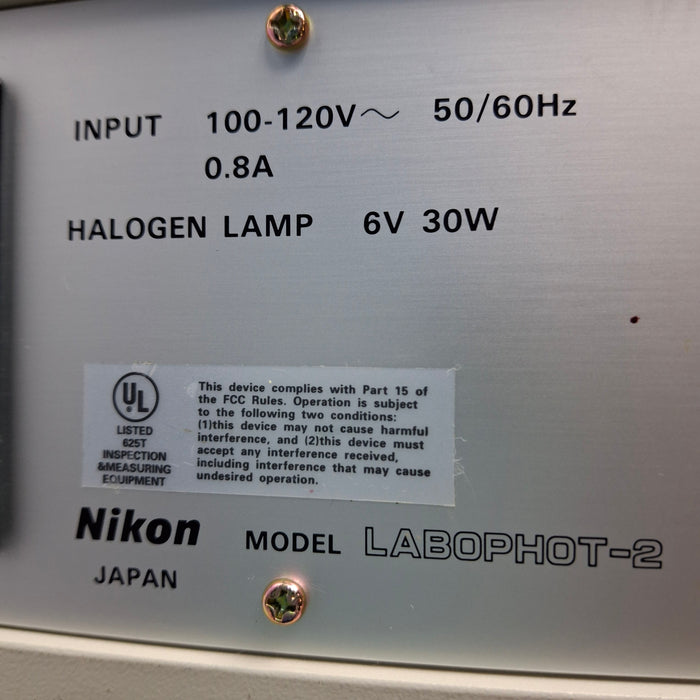 INPUT 100-120V～ 50/60Hz
0.8A
HALOGEN LAMP 6V 30W
UL
LISTED
625T
INSPECTION
&MEASURING
EQUIPMENT
This device complies with Part 15 of
the FCC Rules. Operation is subject
to the following two conditions:
(1)this device may not cause harmful
interference, and (2)this device must
accept any interference received,
including interference that may cause
undesired operation.
Nikon MODEL LABOPHOT-2
JAPAN